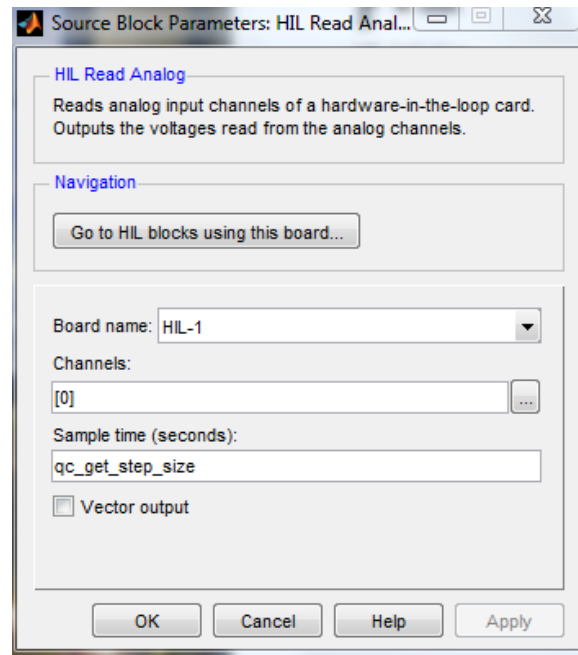 Source Block Parameters: HIL Read Anal...
HIL Read Analog
Reads analog input channels of a hardware-in-the-loop card.
Outputs the voltages read from the analog channels.
Navigation
Go to HIL blocks using this board...
Board name: HIL-1
Channels:
[0]
...
Sample time (seconds):
qc_get_step_size
Vector output
OK Cancel Help Apply